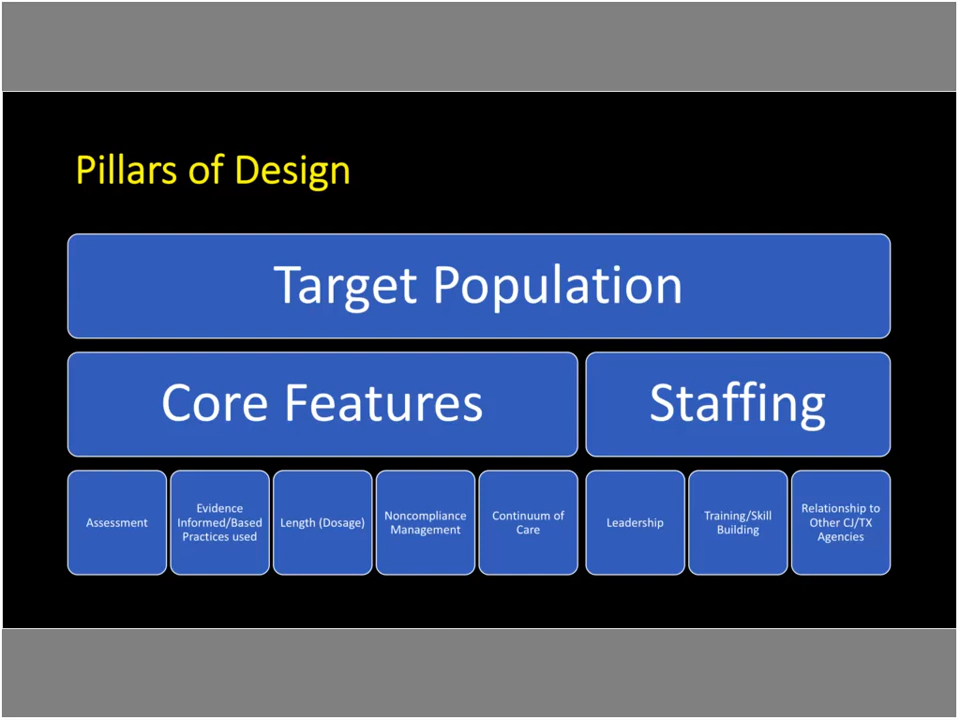 Pillars of Design
Target Population
Core Features
Staffing
Assessment
Evidence
Informed/Based
Practices used
Length (Dosage)
Noncompliance
Management
Continuum of
Care
Leadership
Training/Skill
Building
Relationship to
Other CJ/TX
Agencies